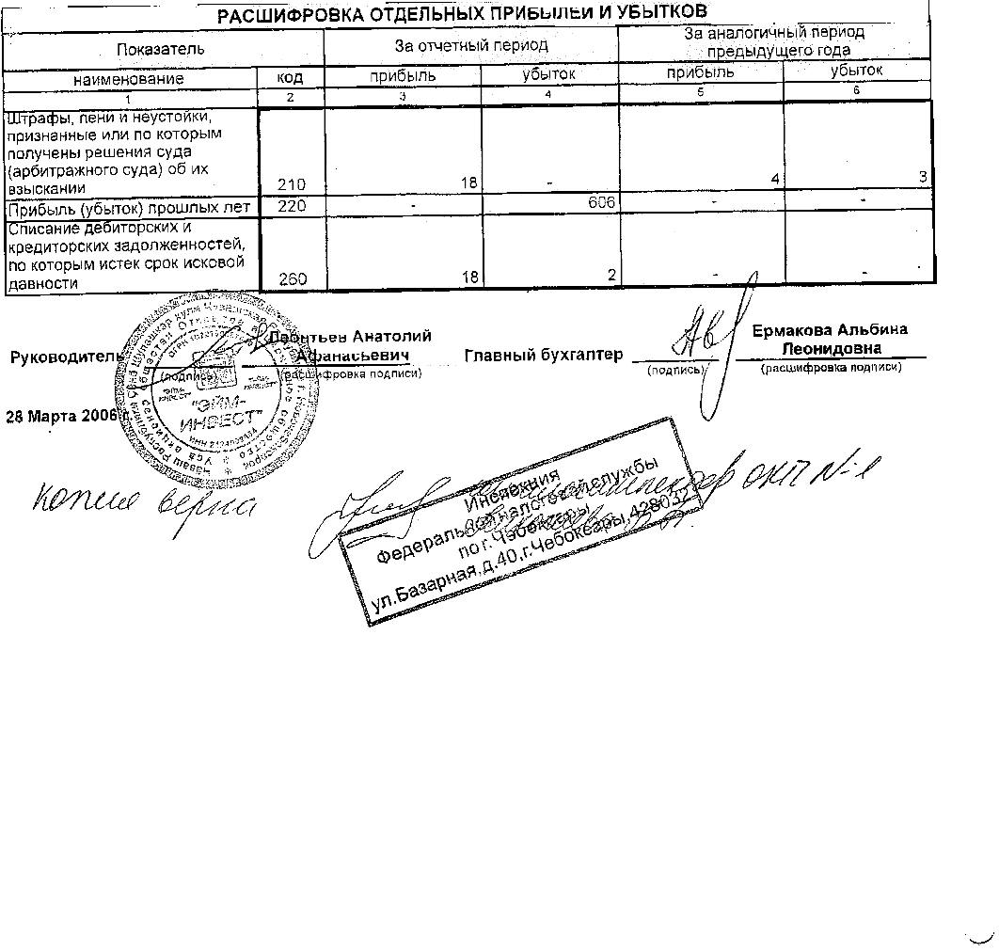 РАСШИФРОВКА ОТДЕЛЬНЫХ ПРИБЫЛЕЙ И УБЫТКОВ
Показатель За отчетный период За аналогичный период
предыдущего года
наименование код прибыль убыток прибыль убыток
1 2 3 4 5 6
Штрафы, пени и неустойки,
признанные или по которым
получены решения суда
(арбитражного суда) об их
взыскании 210 18 - 4 3
Прибыль (убыток) прошлых лет 220 - 606 - -
Списание дебиторских и
кредиторских задолженностей,
по которым истек срок исковой
давности 260 18 2 - -
Руководитель
(подпись)
Леонтьев Анатолий
Афанасьевич
(расшифровка подписи)
Главный бухгалтер
(подпись)
Ермакова Альбина
Леонидовна
(расшифровка подписи)
28 Марта 2006 г.
"ЭЙМ-
ИНВЕСТ"
копия верна
ОКП №1
Инспекция
Федеральной налоговой службы
по г. Чебоксары
ул.Базарная,д.40,г.Чебоксары,428032